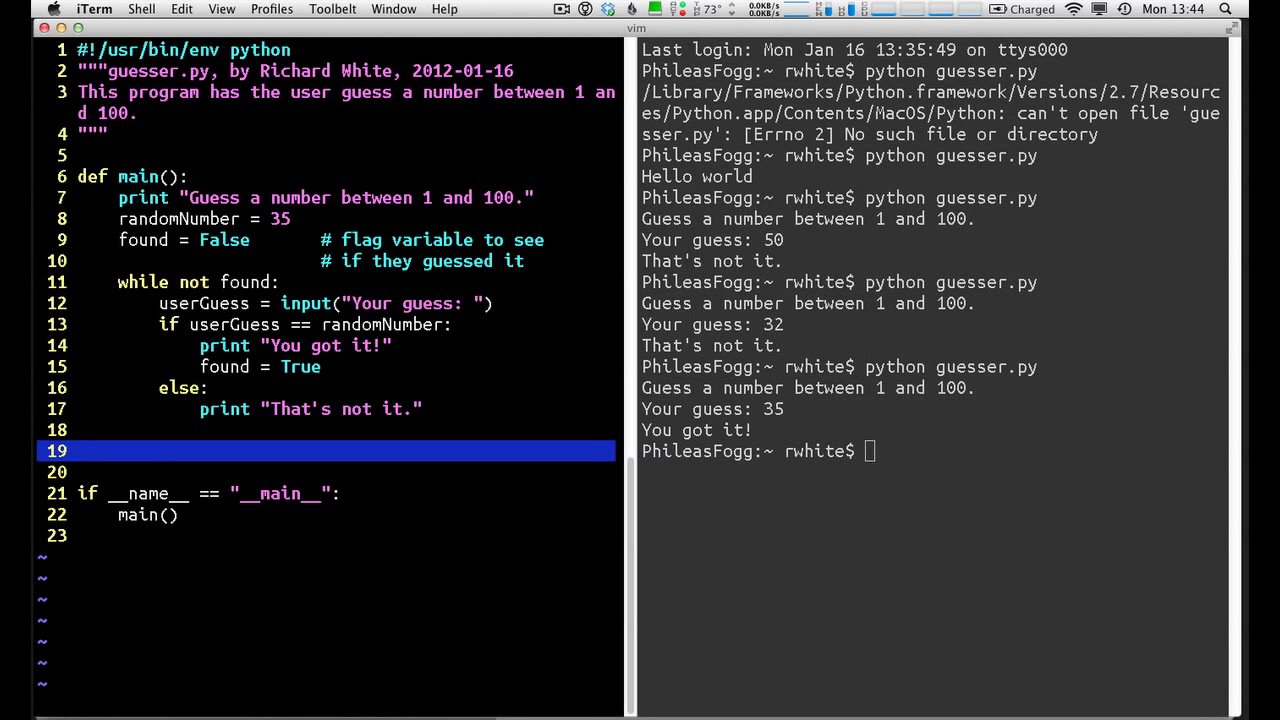 iTerm Shell Edit View Profiles Toolbelt Window Help 73° 0.0KB/s 0.0KB/s Charged Mon 13:44
vim
1 #!/usr/bin/env python
2 """guesser.py, by Richard White, 2012-01-16
3 This program has the user guess a number between 1 an
d 100.
4 """
5
6 def main():
7 print "Guess a number between 1 and 100."
8 randomNumber = 35
9 found = False # flag variable to see
10 # if they guessed it
11 while not found:
12 userGuess = input("Your guess: ")
13 if userGuess == randomNumber:
14 print "You got it!"
15 found = True
16 else:
17 print "That's not it."
18
19
20
21 if __name__ == "__main__":
22 main()
23
~
~
~
~
~
~
~
Last login: Mon Jan 16 13:35:49 on ttys000
PhileasFogg:~ rwhite$ python guesser.py
/Library/Frameworks/Python.framework/Versions/2.7/Resourc
es/Python.app/Contents/MacOS/Python: can't open file 'gue
sser.py': [Errno 2] No such file or directory
PhileasFogg:~ rwhite$ python guesser.py
Hello world
PhileasFogg:~ rwhite$ python guesser.py
Guess a number between 1 and 100.
Your guess: 50
That's not it.
PhileasFogg:~ rwhite$ python guesser.py
Guess a number between 1 and 100.
Your guess: 32
That's not it.
PhileasFogg:~ rwhite$ python guesser.py
Guess a number between 1 and 100.
Your guess: 35
You got it!
PhileasFogg:~ rwhite$